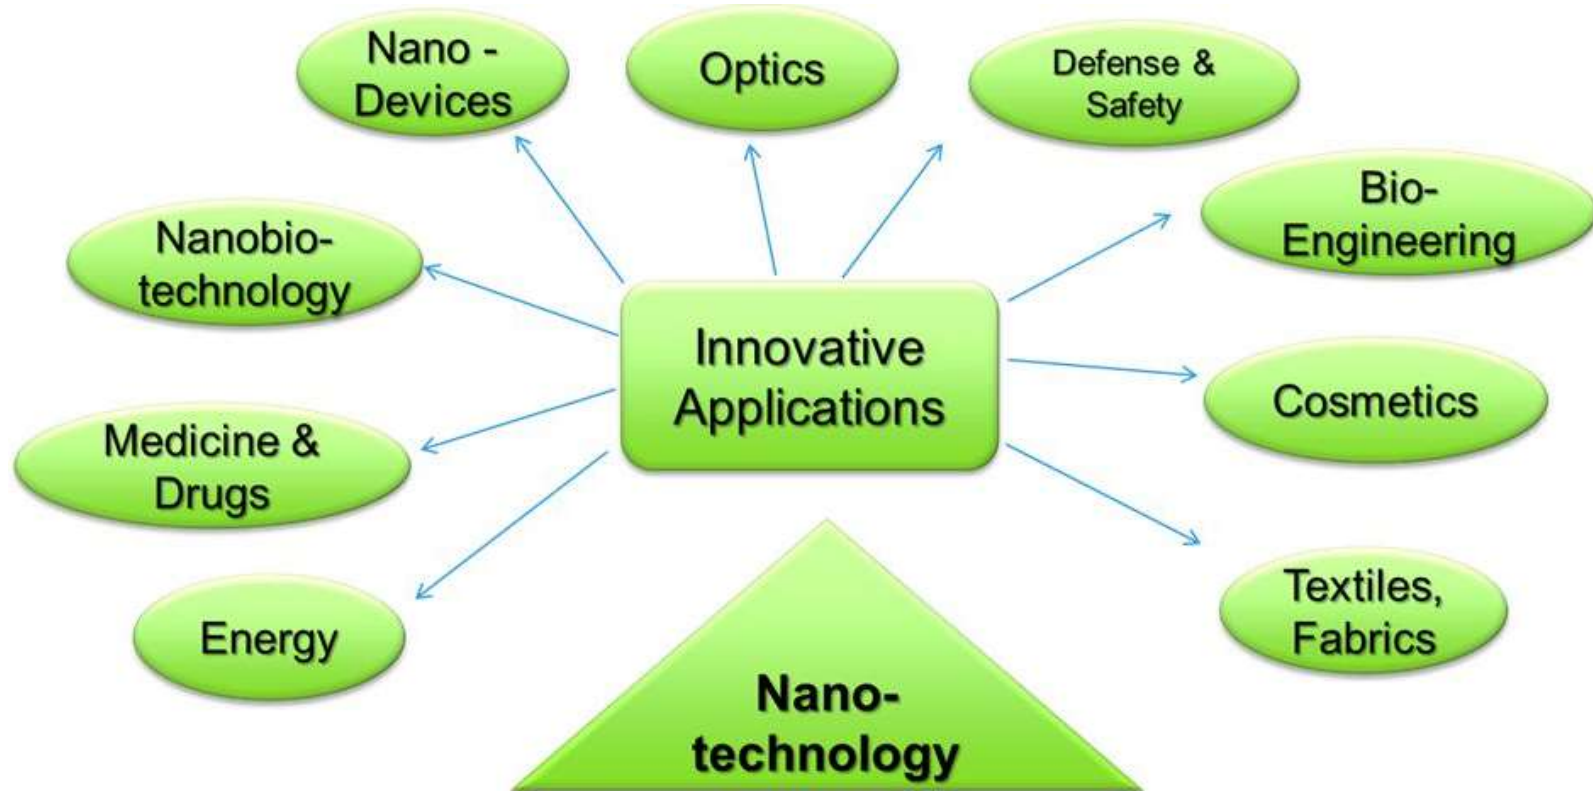 Nano -
Devices
Optics
Defense &
Safety
Bio-
Engineering
Nanobio-
technology
Innovative
Applications
Cosmetics
Medicine &
Drugs
Textiles,
Fabrics
Energy
Nano-
technology